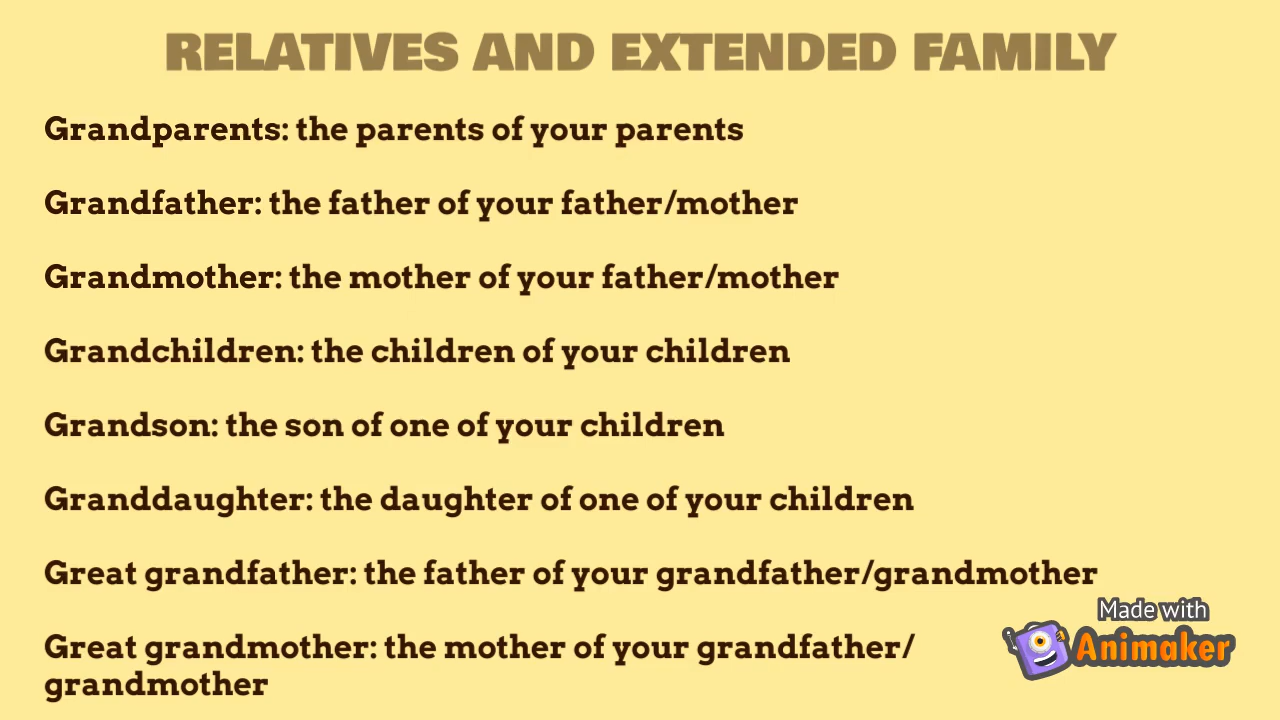 RELATIVES AND EXTENDED FAMILY
Grandparents: the parents of your parents
Grandfather: the father of your father/mother
Grandmother: the mother of your father/mother
Grandchildren: the children of your children
Grandson: the son of one of your children
Granddaughter: the daughter of one of your children
Great grandfather: the father of your grandfather/grandmother
Great grandmother: the mother of your grandfather/
grandmother
Made with
Animaker